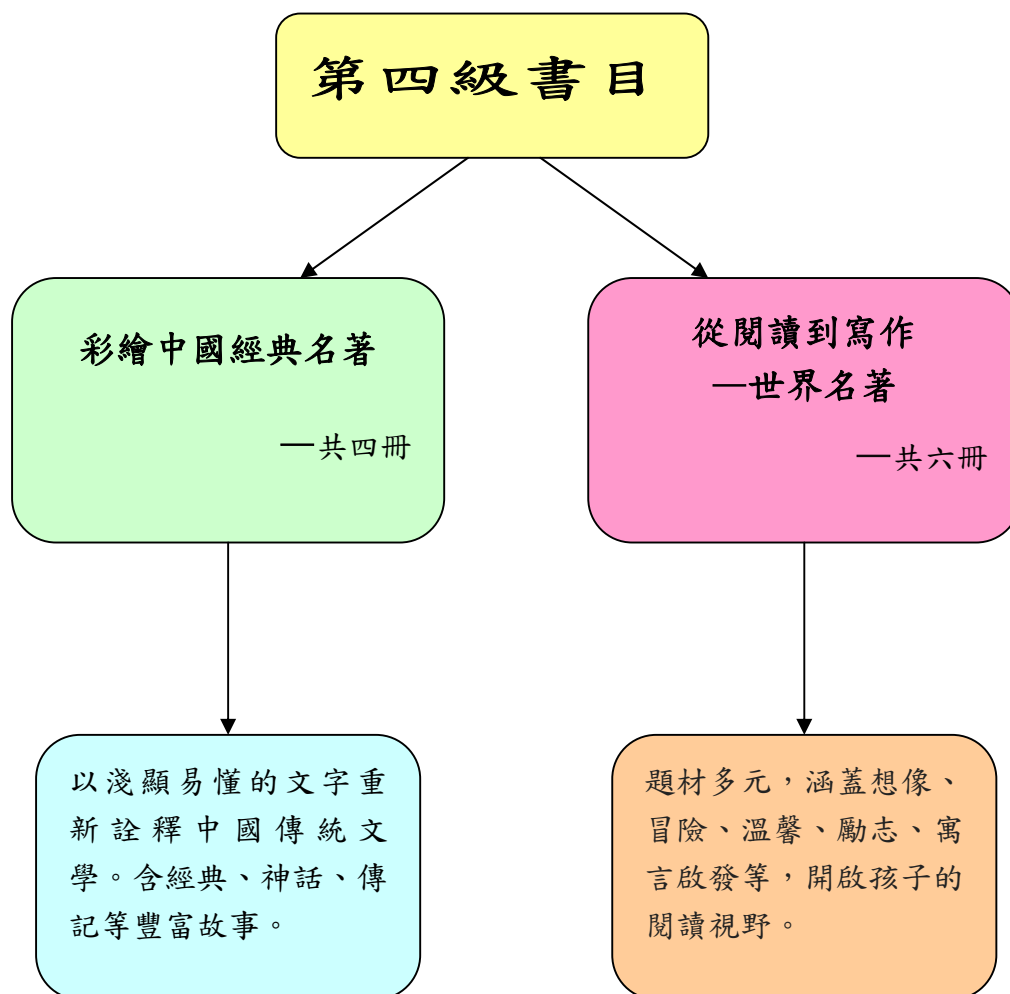 第四級書目
彩繪中國經典名著
—共四冊
從閱讀到寫作
—世界名著
—共六冊
以淺顯易懂的文字重
新詮釋中國傳統文
學。含經典、神話、傳
記等豐富故事。
題材多元，涵蓋想像、
冒險、溫馨、勵志、寓
言啟發等，開啟孩子的
閱讀視野。